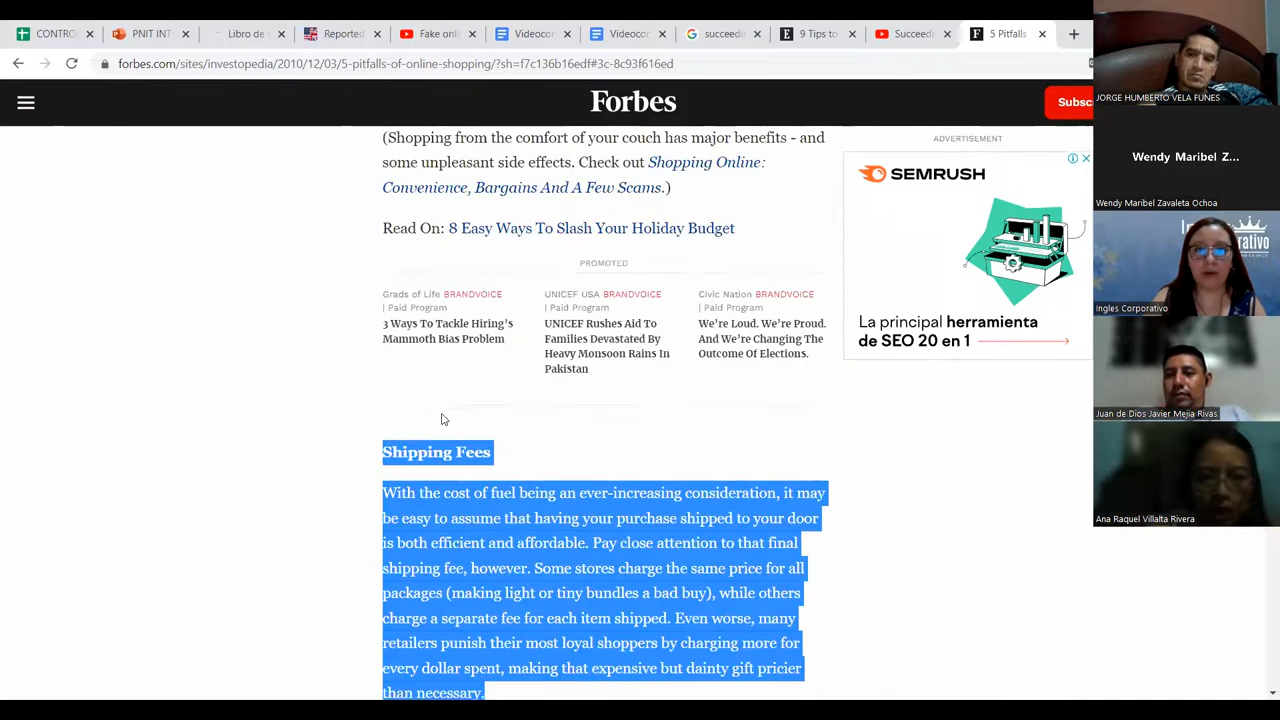 CONTRO
PNIT INT
Libro de
Reported
Fake onli
Videocor
Videocor
succeedi
9 Tips to
Succeedi
5 Pitfalls
forbes.com/sites/investopedia/2010/12/03/5-pitfalls-of-online-shopping/?sh=f7c136b16edf#3c-8c93f616ed
Forbes
Subsc
(Shopping from the comfort of your couch has major benefits - and
some unpleasant side effects. Check out Shopping Online:
Convenience, Bargains And A Few Scams.)
Read On: 8 Easy Ways To Slash Your Holiday Budget
PROMOTED
Grads of Life BRANDVOICE
| Paid Program
3 Ways To Tackle Hiring's
Mammoth Bias Problem
UNICEF USA BRANDVOICE
| Paid Program
UNICEF Rushes Aid To
Families Devastated By
Heavy Monsoon Rains In
Pakistan
Civic Nation BRANDVOICE
| Paid Program
We're Loud. We're Proud.
And We're Changing The
Outcome Of Elections.
Shipping Fees
With the cost of fuel being an ever-increasing consideration, it may
be easy to assume that having your purchase shipped to your door
is both efficient and affordable. Pay close attention to that final
shipping fee, however. Some stores charge the same price for all
packages (making light or tiny bundles a bad buy), while others
charge a separate fee for each item shipped. Even worse, many
retailers punish their most loyal shoppers by charging more for
every dollar spent, making that expensive but dainty gift pricier
than necessary.
ADVERTISEMENT
SEMRUSH
La principal herramienta
de SEO 20 en 1
JORGE HUMBERTO VELA FUNES
Wendy Maribel Z...
Wendy Maribel Zavaleta Ochoa
Ingles Corporativo
Juan de Dios Javier Mejia Rivas
Ana Raquel Villalta Rivera